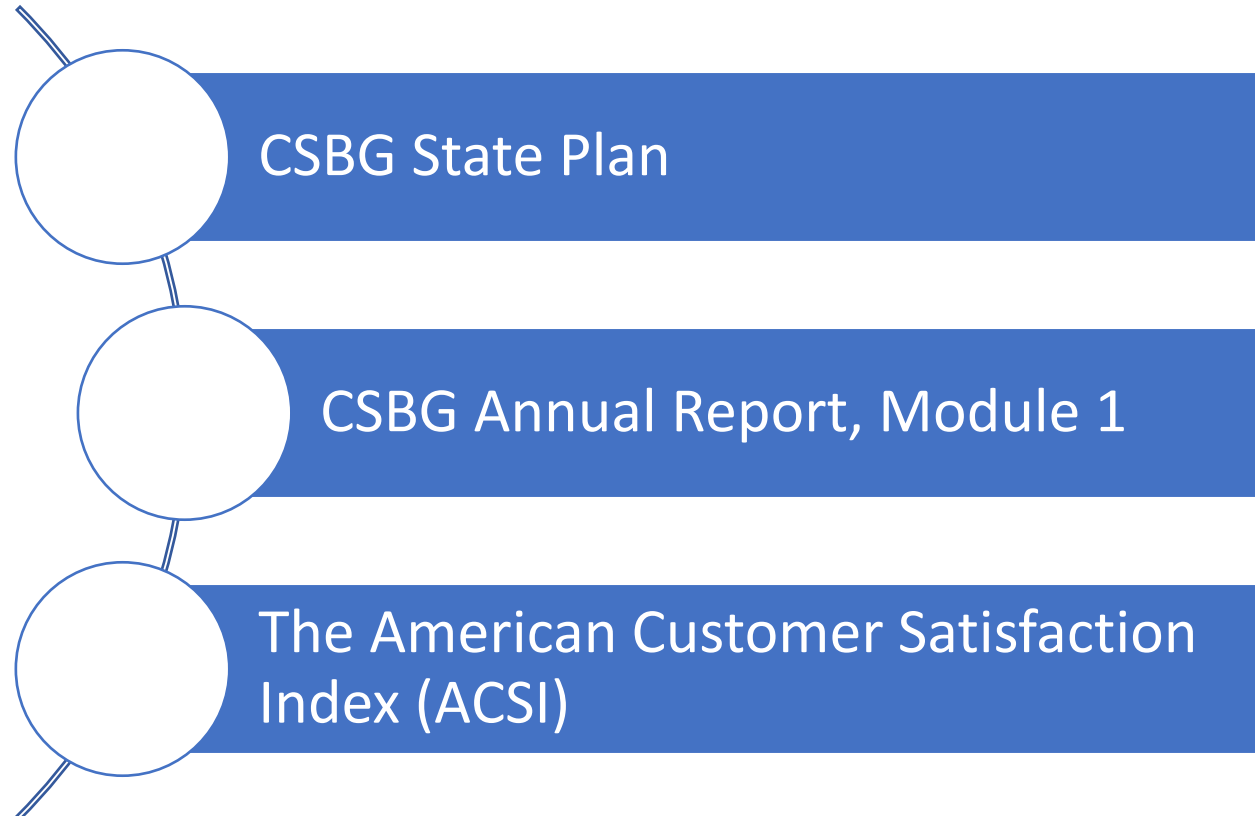 CSBG State Plan
CSBG Annual Report, Module 1
The American Customer Satisfaction
Index (ACSI)